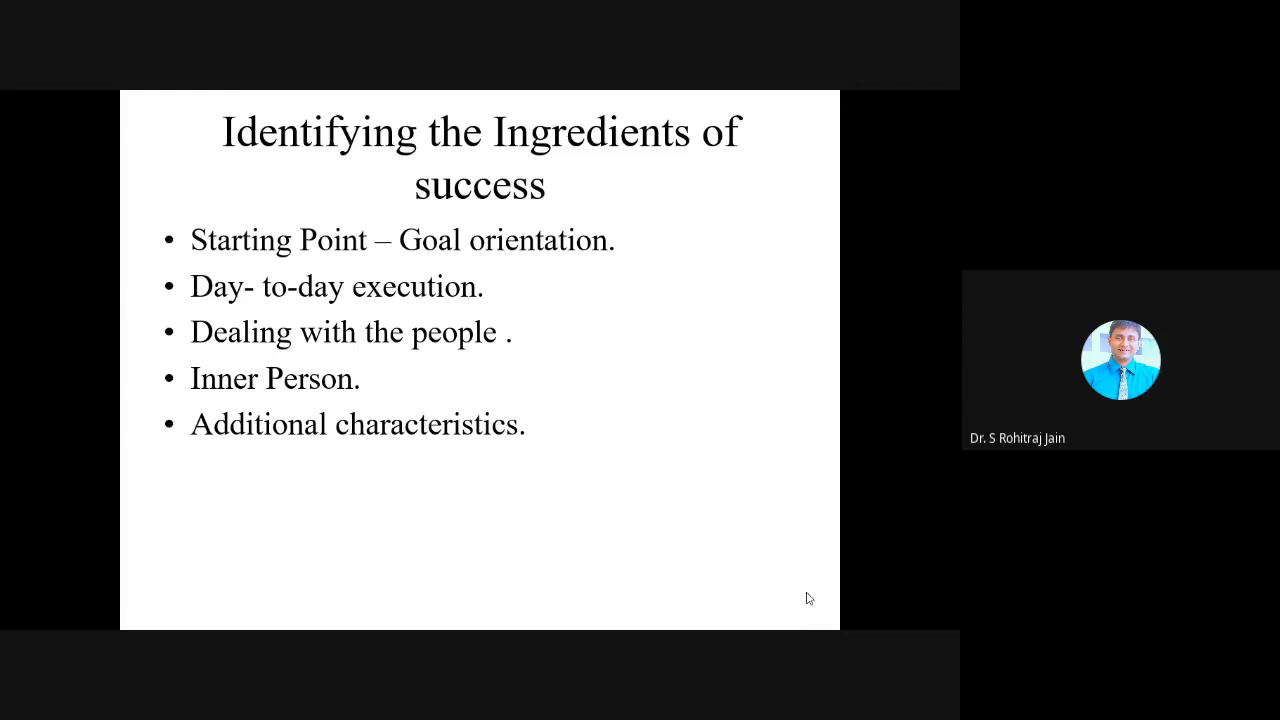 Identifying the Ingredients of
success
• Starting Point – Goal orientation.
• Day- to-day execution.
• Dealing with the people .
• Inner Person.
• Additional characteristics.
Dr. S Rohitraj Jain